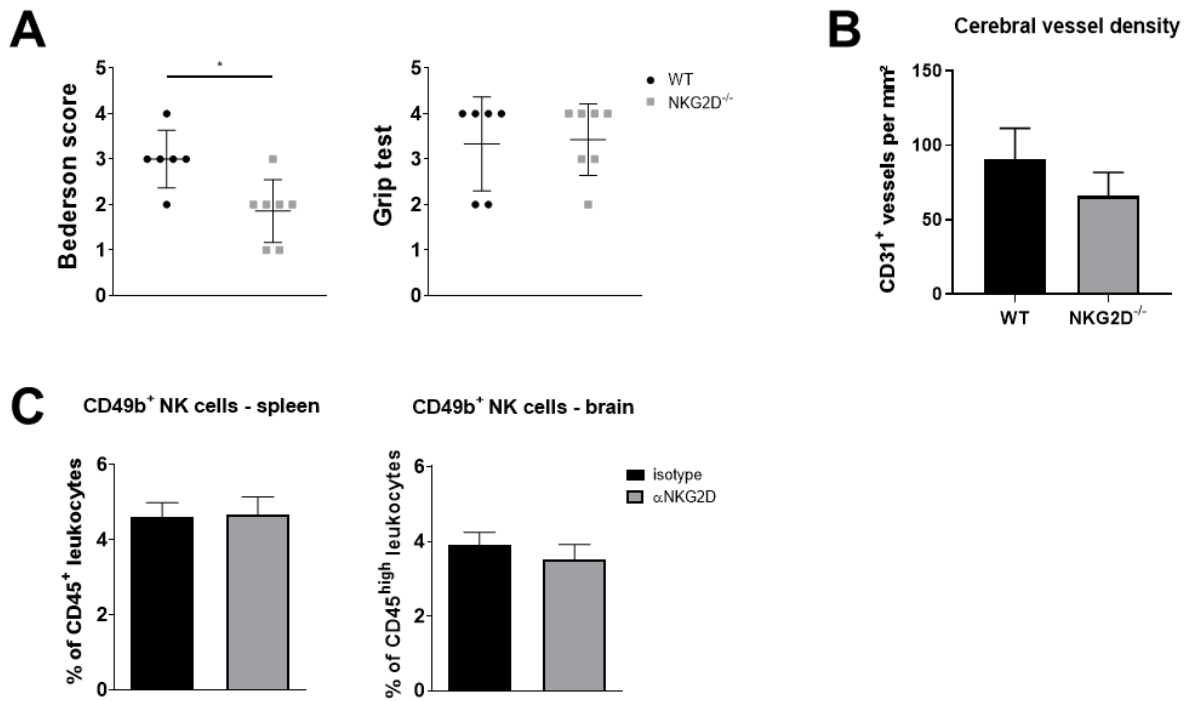 A
Bederson score
5
4
3
2
1
0
*
Grip test
5
4
3
2
1
0
WT
NKG2D-/-
B
Cerebral vessel density
CD31+ vessels per mm²
150
100
50
0
WT
NKG2D-/-
C
CD49b+ NK cells - spleen
% of CD45+ leukocytes
6
4
2
0
CD49b+ NK cells - brain
% of CD45high leukocytes
6
4
2
0
isotype
αNKG2D